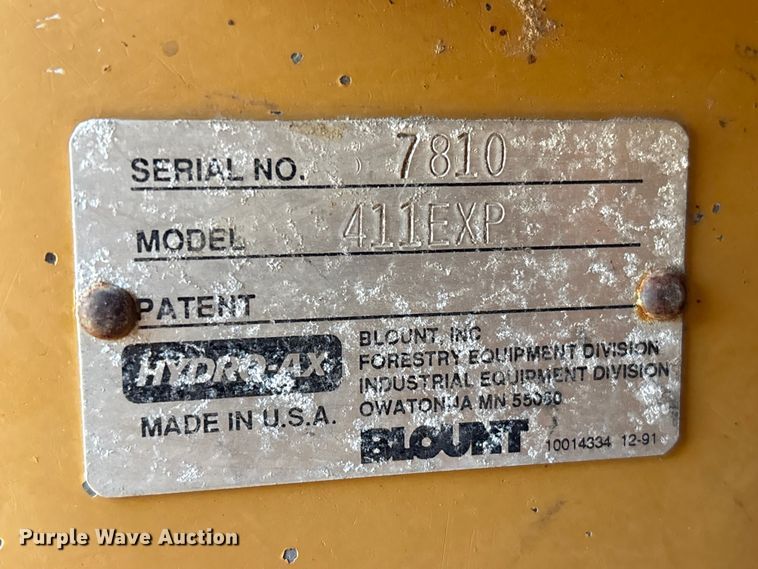 SERIAL NO. 7810
MODEL 411EXP
PATENT
HYDRO-AX
MADE IN U.S.A.
BLOUNT, INC
FORESTRY EQUIPMENT DIVISION
INDUSTRIAL EQUIPMENT DIVISION
OWATONNA MN 55060
BLOUNT
10014334 12-91
Purple Wave Auction